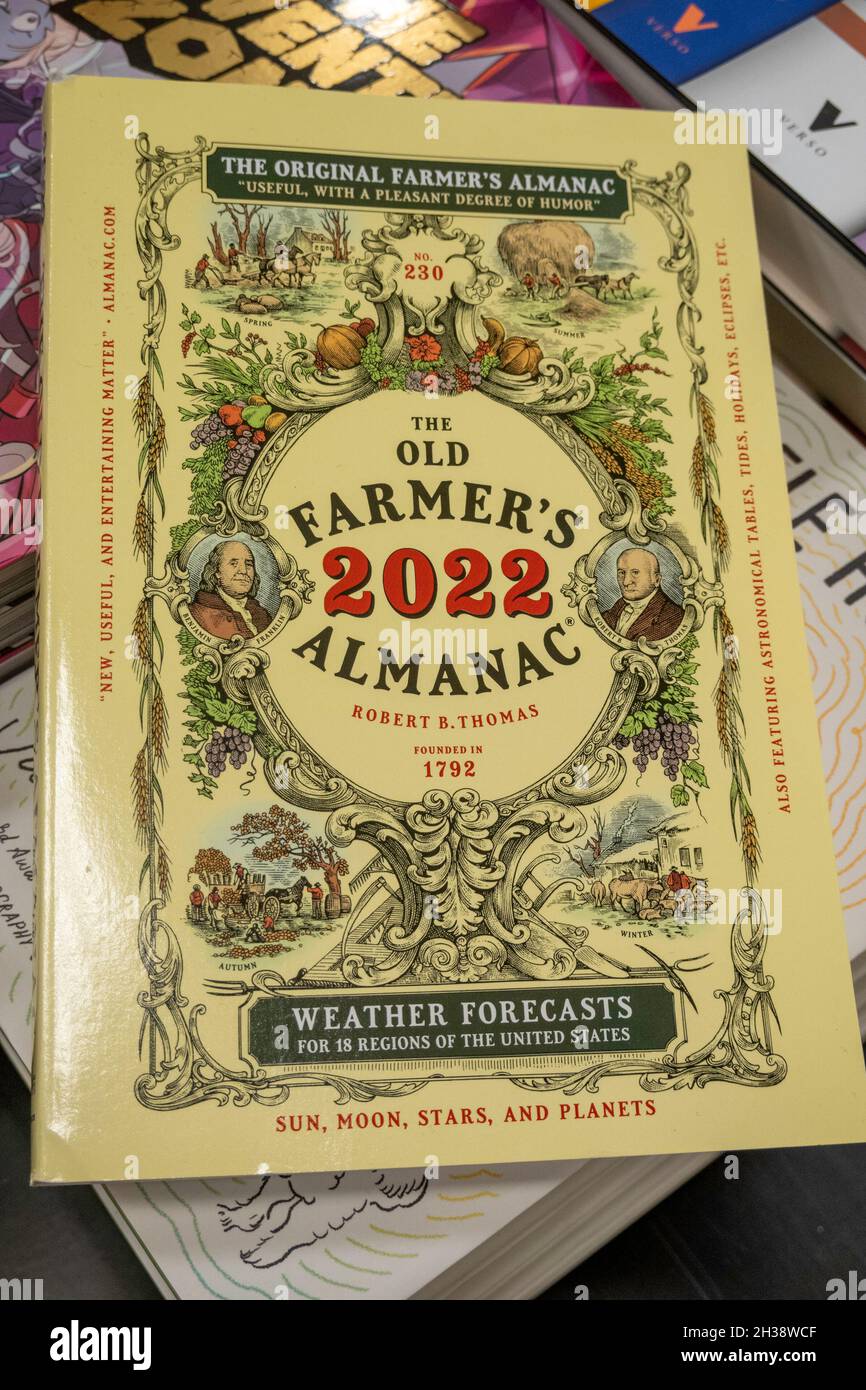 VERSO
VERSO
THE ORIGINAL FARMER'S ALMANAC
"USEFUL, WITH A PLEASANT DEGREE OF HUMOR"
NO.
230
SPRING
SUMMER
"NEW, USEFUL, AND ENTERTAINING MATTER" · ALMANAC.COM
ALSO FEATURING ASTRONOMICAL TABLES, TIDES, HOLIDAYS, ECLIPSES, ETC.
THE
OLD
FARMER'S
2022
ALMANAC®
BENJAMIN FRANKLIN
ROBERT B. THOMAS
ROBERT B. THOMAS
FOUNDED IN
1792
AUTUMN
WINTER
WEATHER FORECASTS
FOR 18 REGIONS OF THE UNITED STATES
SUN, MOON, STARS, AND PLANETS
alamy
Image ID: 2H38WCF
www.alamy.com